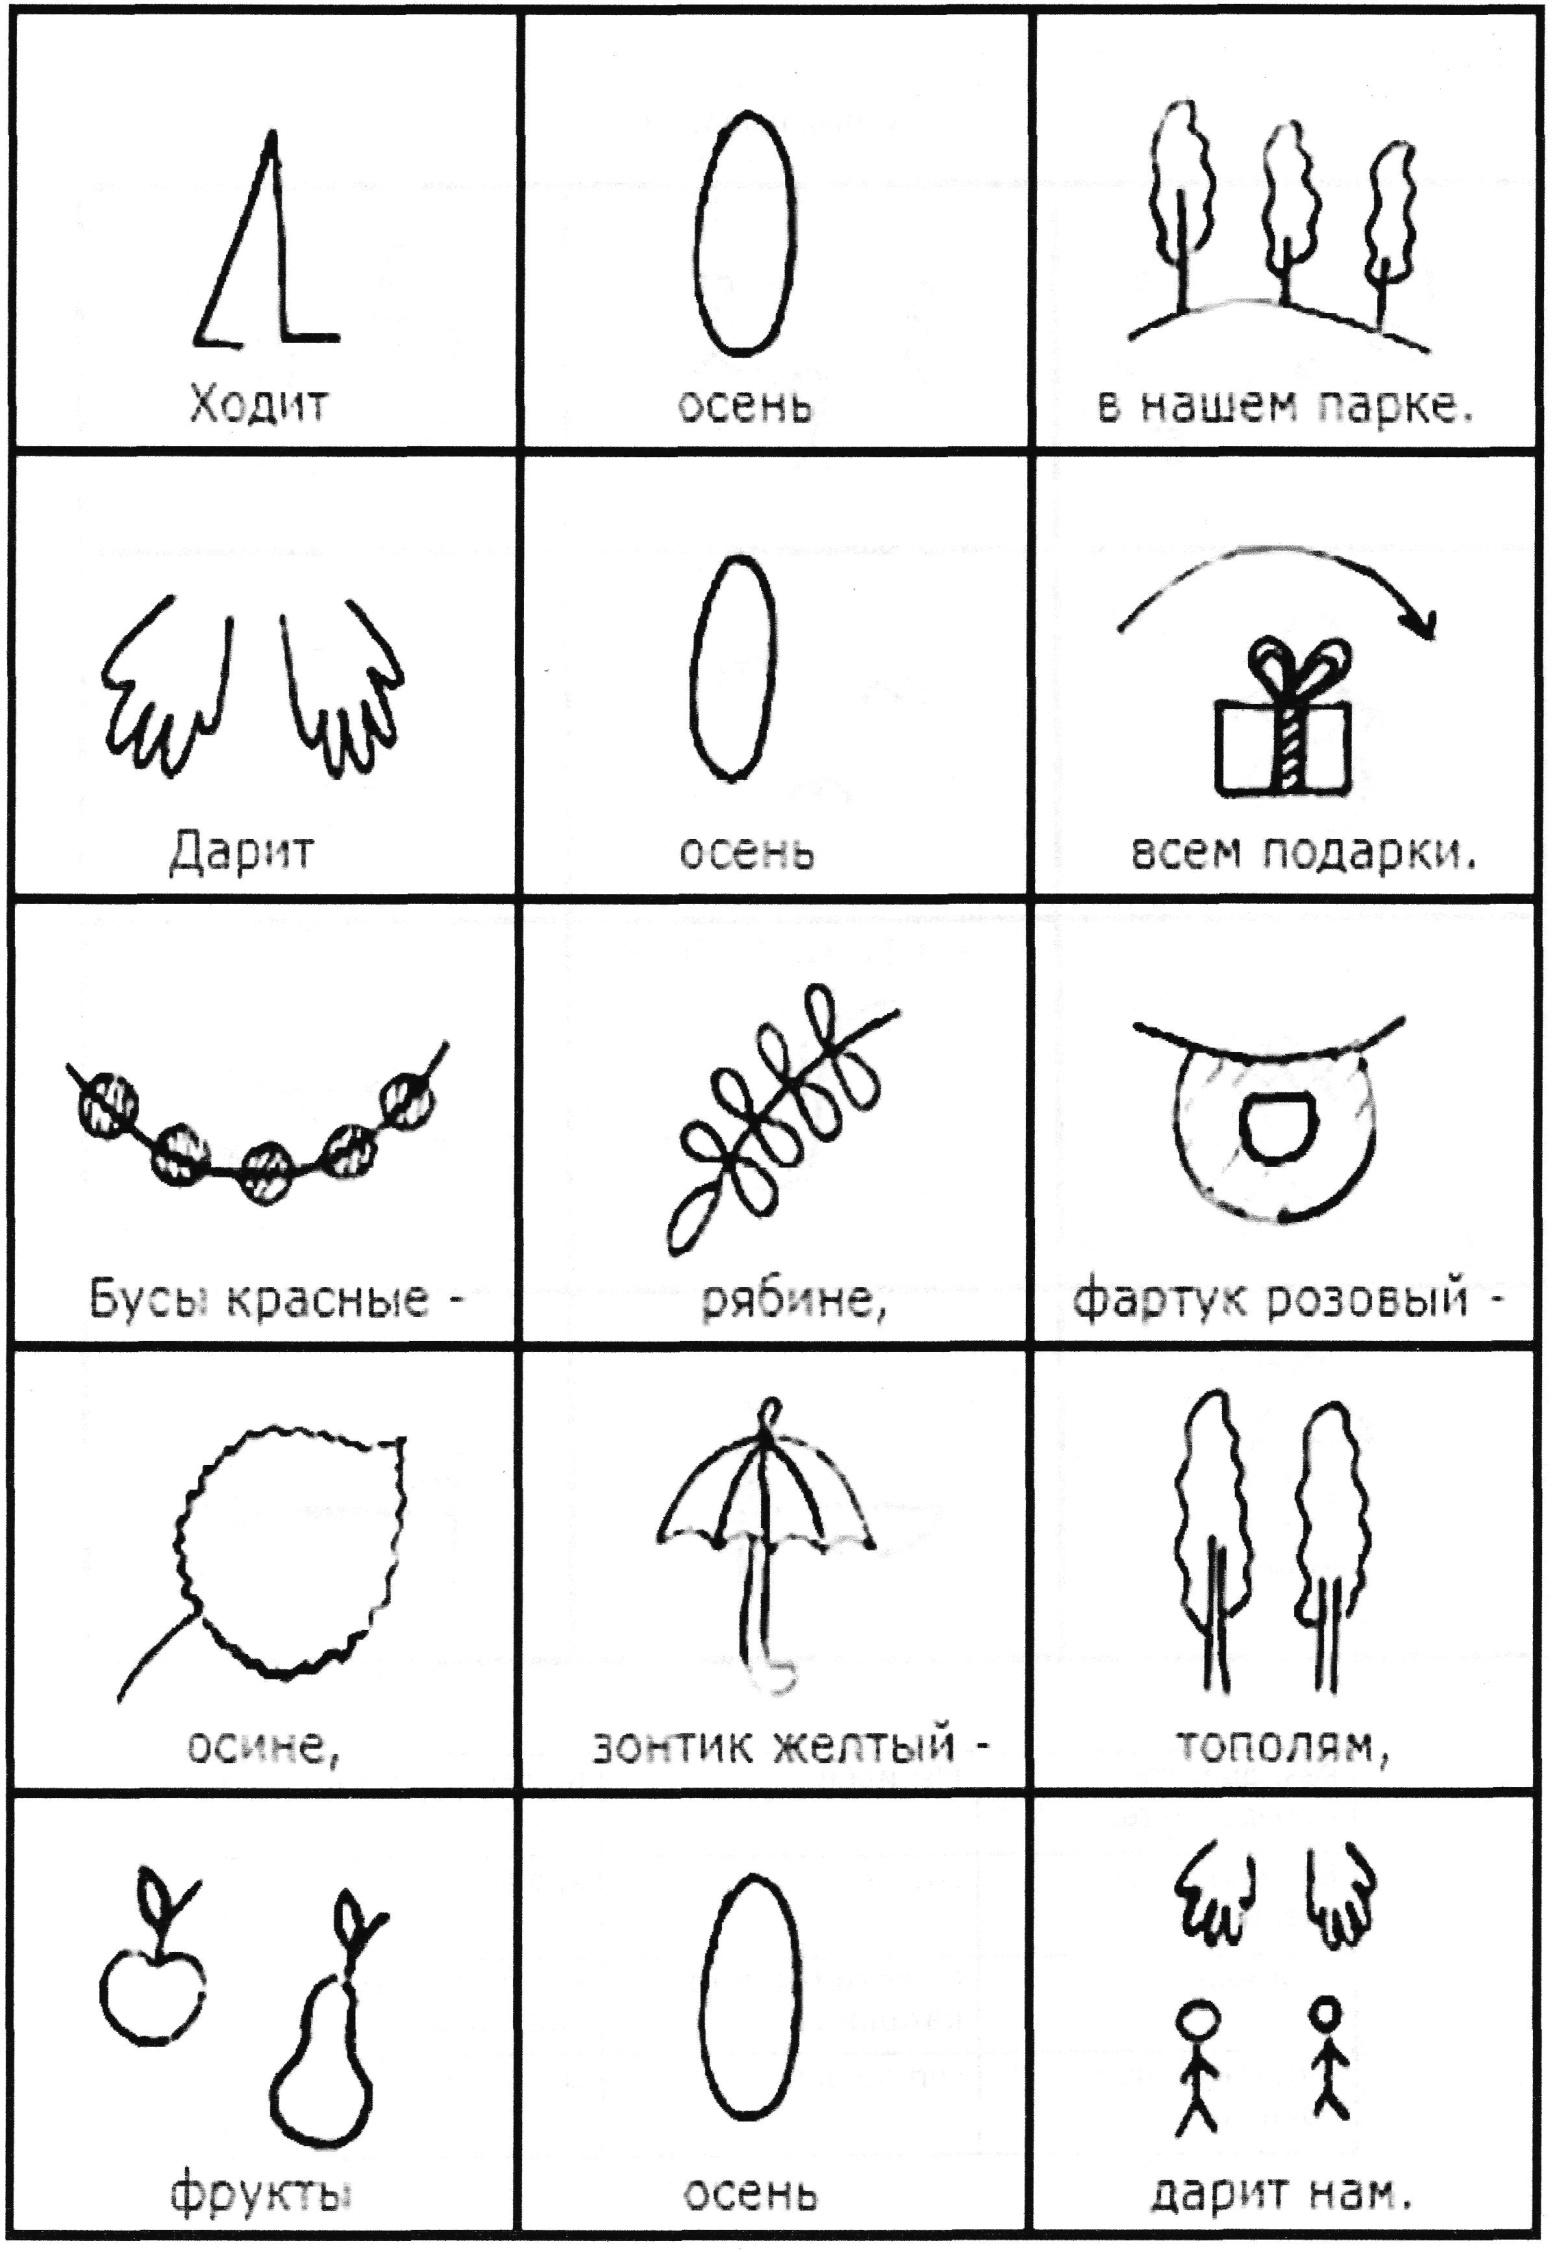 Ходит осень в нашем парке.
Дарит осень всем подарки.
Бусы красные - рябине, фартук розовый -
осине, зонтик желтый - тополям,
фрукты осень дарит нам.